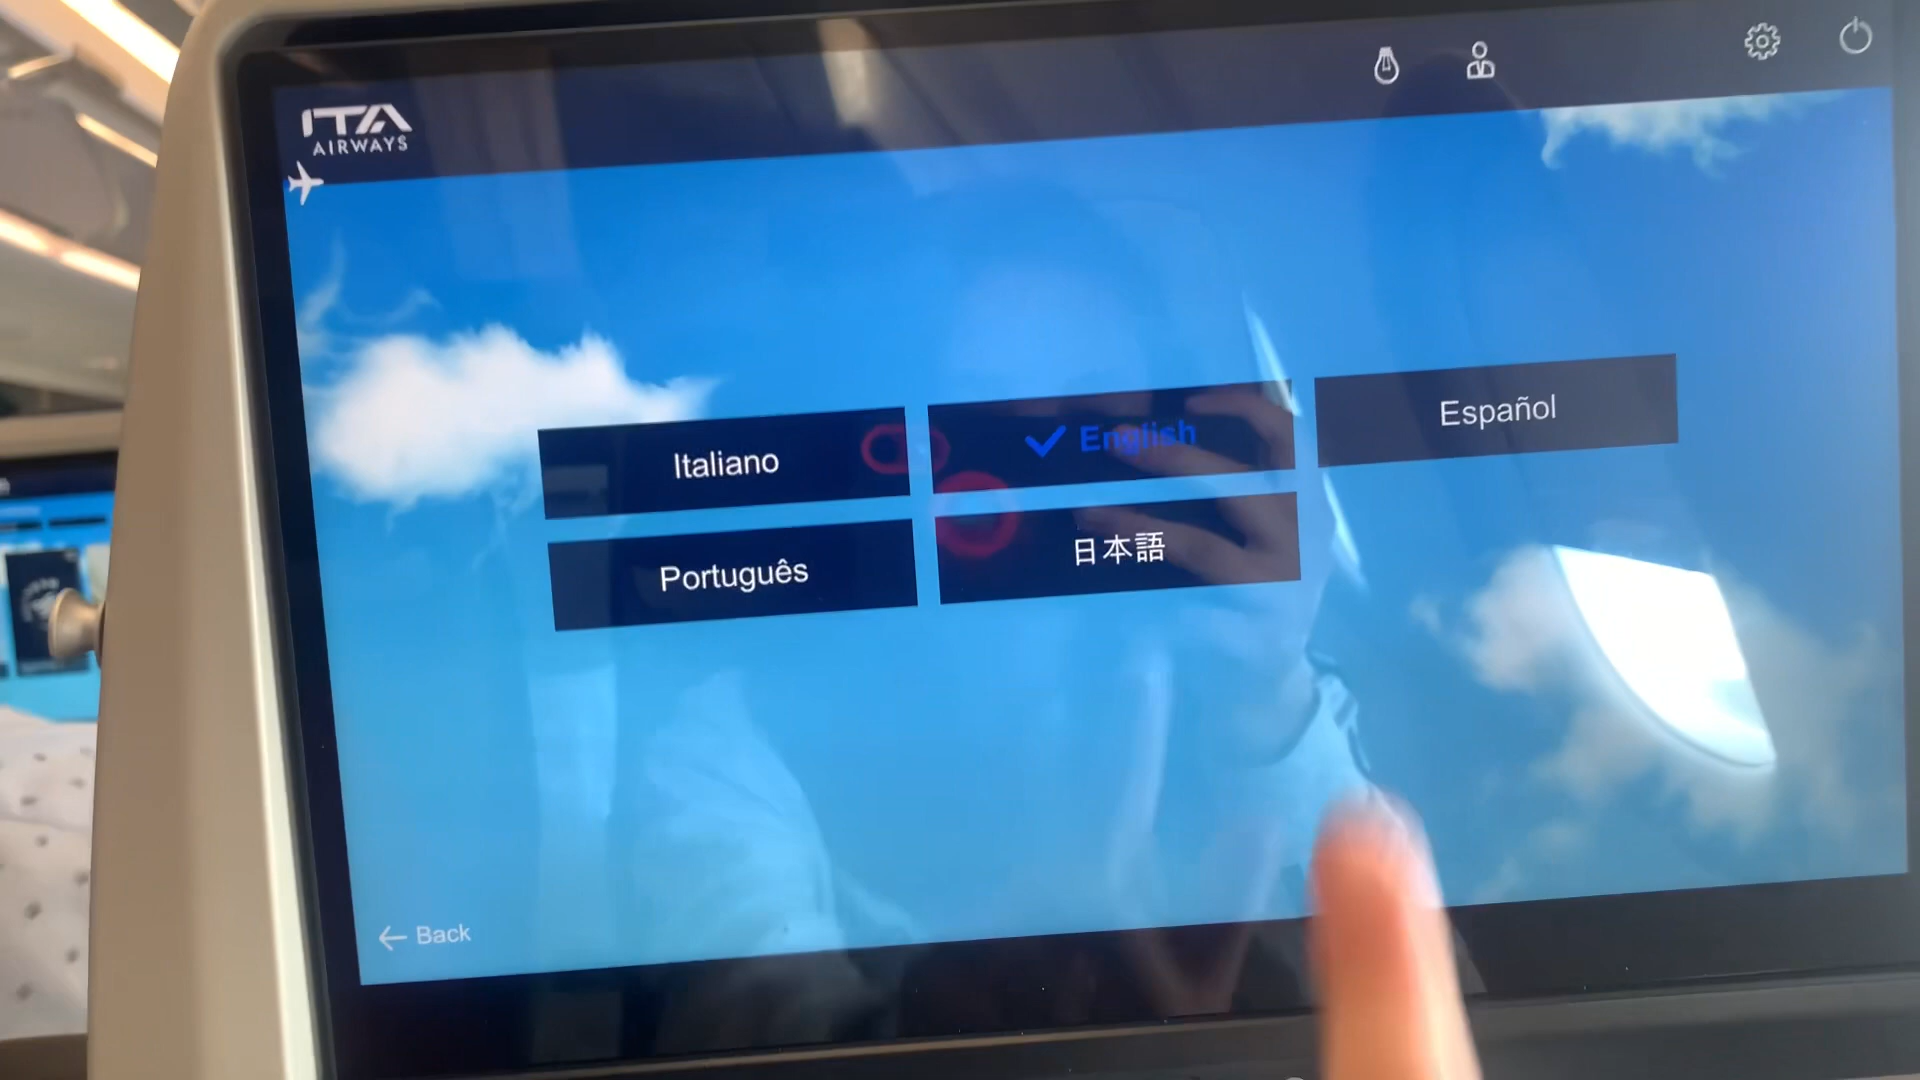 ITA
AIRWAYS
Italiano
English
Español
Português
日本語
Back